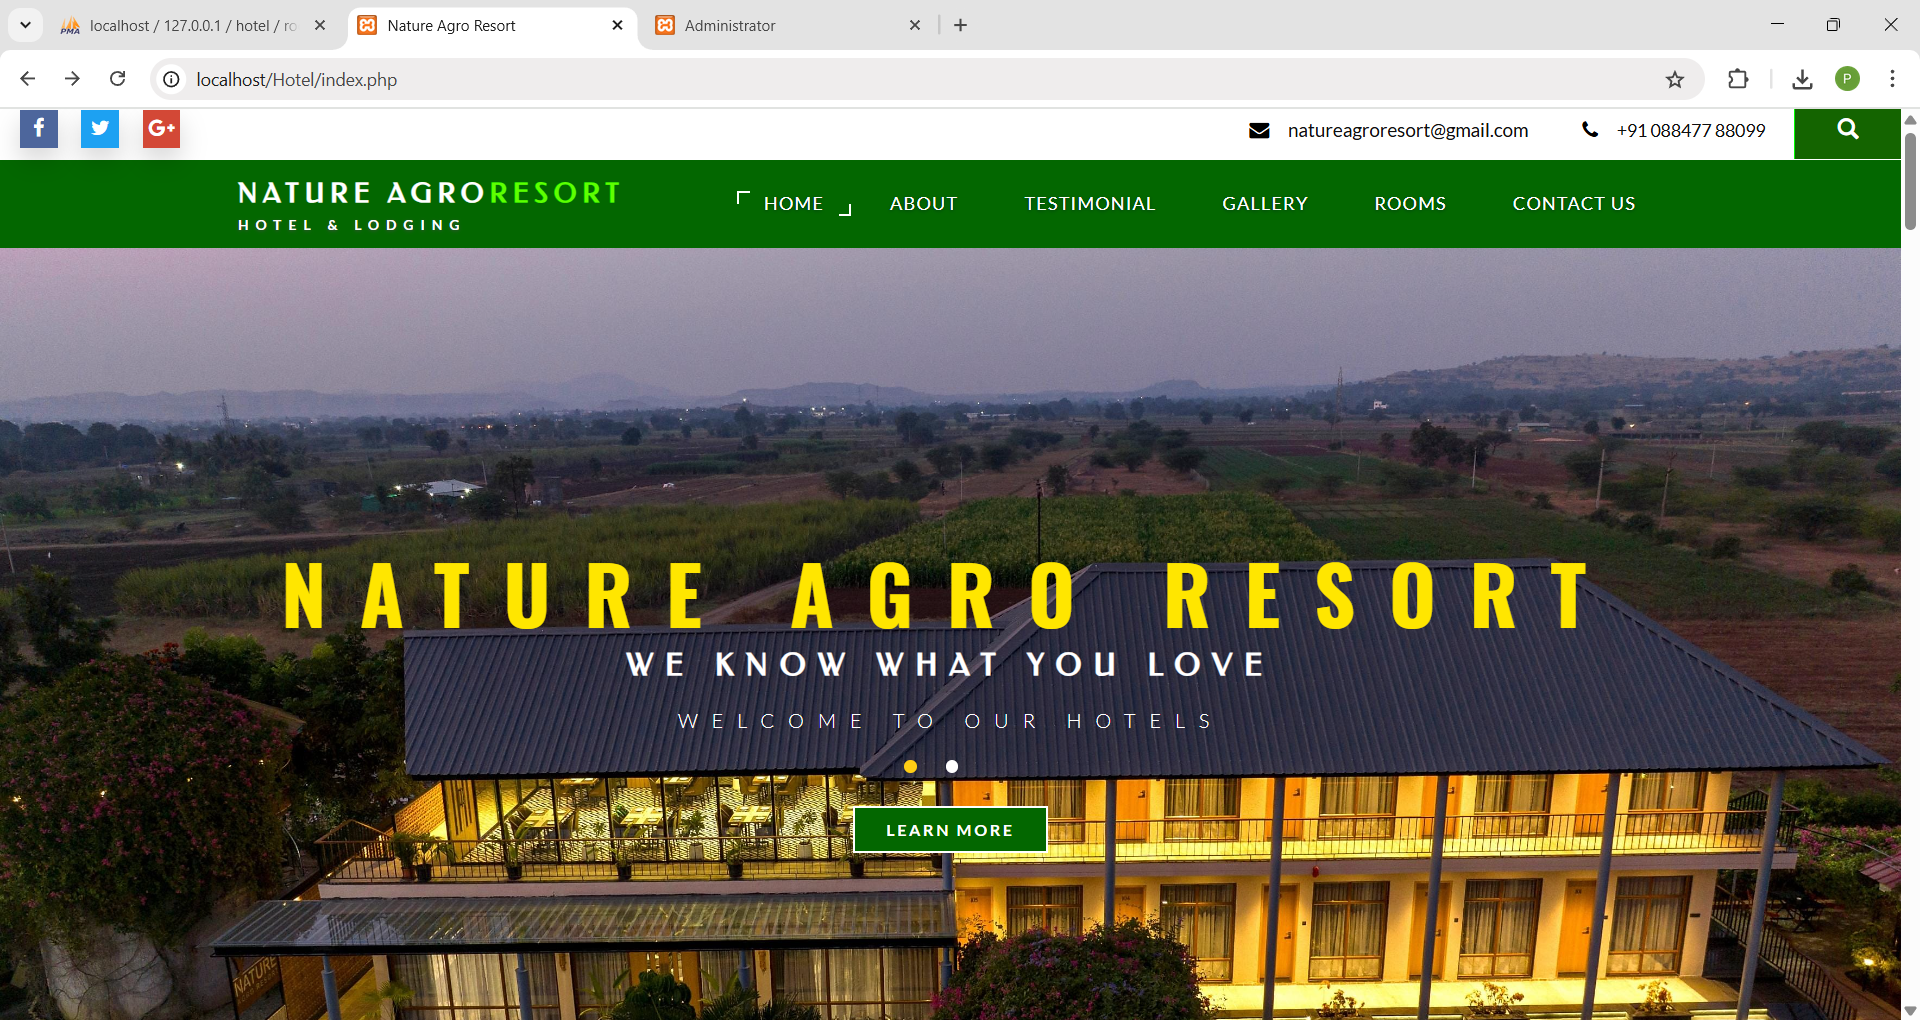 localhost / 127.0.0.1 / hotel / ro
Nature Agro Resort
Administrator
localhost/Hotel/index.php
P
f
G+
natureagroresort@gmail.com
+91 088477 88099
NATURE AGRORESORT
HOTEL & LODGING
HOME
ABOUT
TESTIMONIAL
GALLERY
ROOMS
CONTACT US
NATURE AGRO RESORT
WE KNOW WHAT YOU LOVE
WELCOME TO OUR HOTELS
LEARN MORE
NATURE